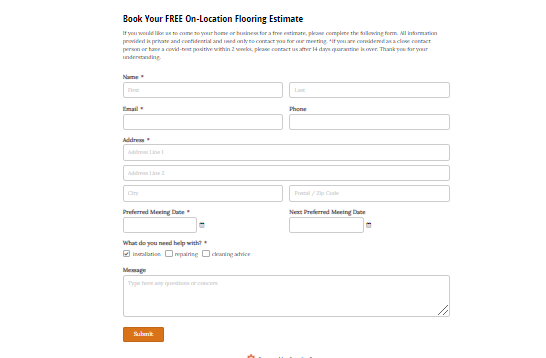 Book Your FREE On-Location Flooring Estimate
If you would like us to come to your home or business for a free estimate, please complete the following form. All information
provided is private and confidential and used only to contact you for our meeting. *If you are considered as a close contact
person or have a covid-test positive within 2 weeks, please contact us after 14 days quarantine is over. Thank you for your
understanding.
Name *
First Last
Email * Phone
Address *
Address Line 1
Address Line 2
City Postal / Zip Code
Preferred Meeing Date * Next Preferred Meeing Date
What do you need help with? *
installation repairing cleaning advice
Message
Type here any questions or concern
Submit